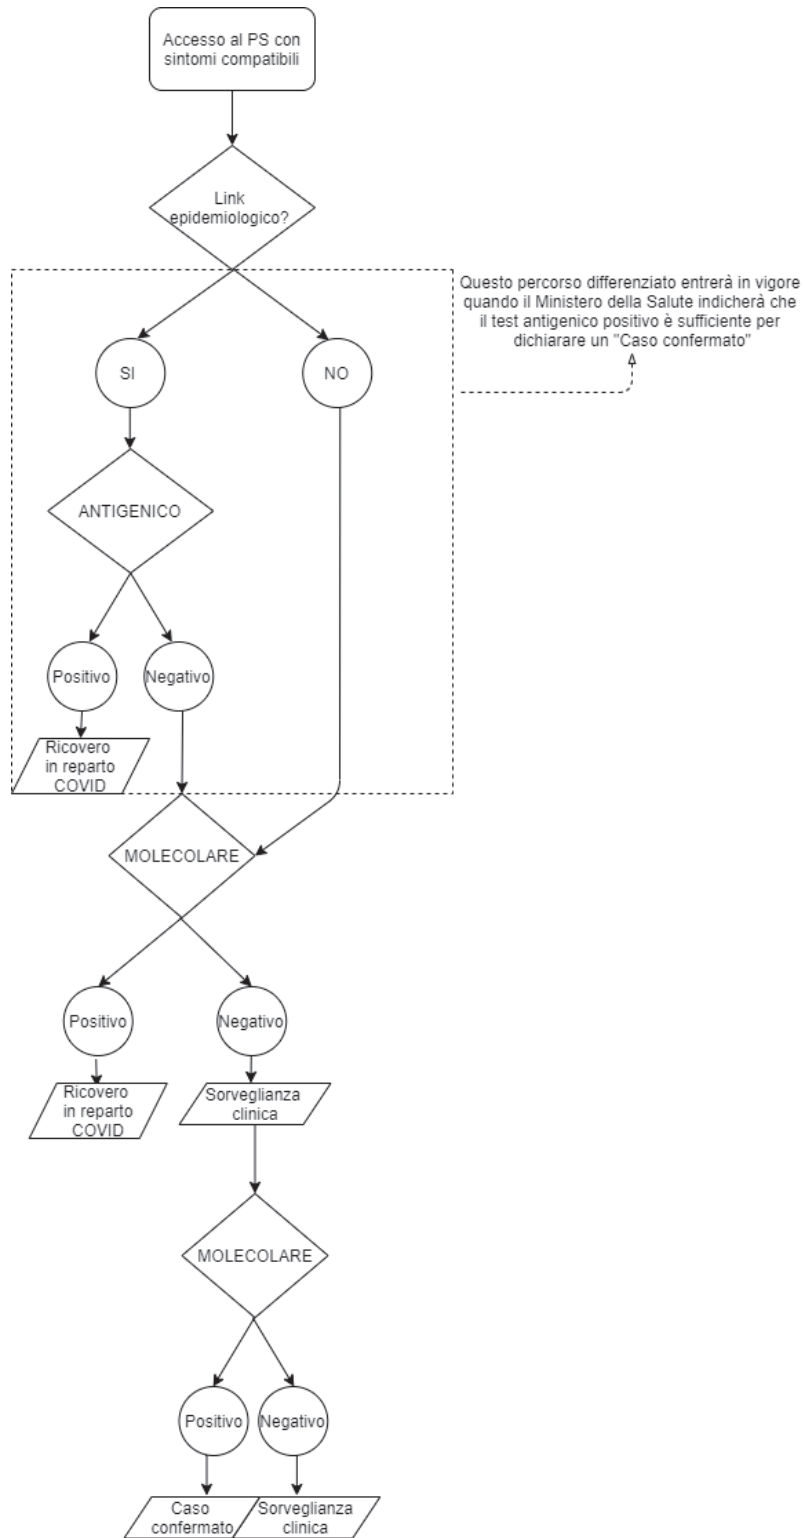 Accesso al PS con
sintomi compatibili
Link
epidemiologico?
Questo percorso differenziato entrerà in vigore
quando il Ministero della Salute indicherà che
il test antigenico positivo è sufficiente per
dichiarare un "Caso confermato"
SI
NO
ANTIGENICO
Positivo
Negativo
Ricovero
in reparto
COVID
MOLECOLARE
Positivo
Negativo
Ricovero
in reparto
COVID
Sorveglianza
clinica
MOLECOLARE
Positivo
Negativo
Caso
confermato
Sorveglianza
clinica